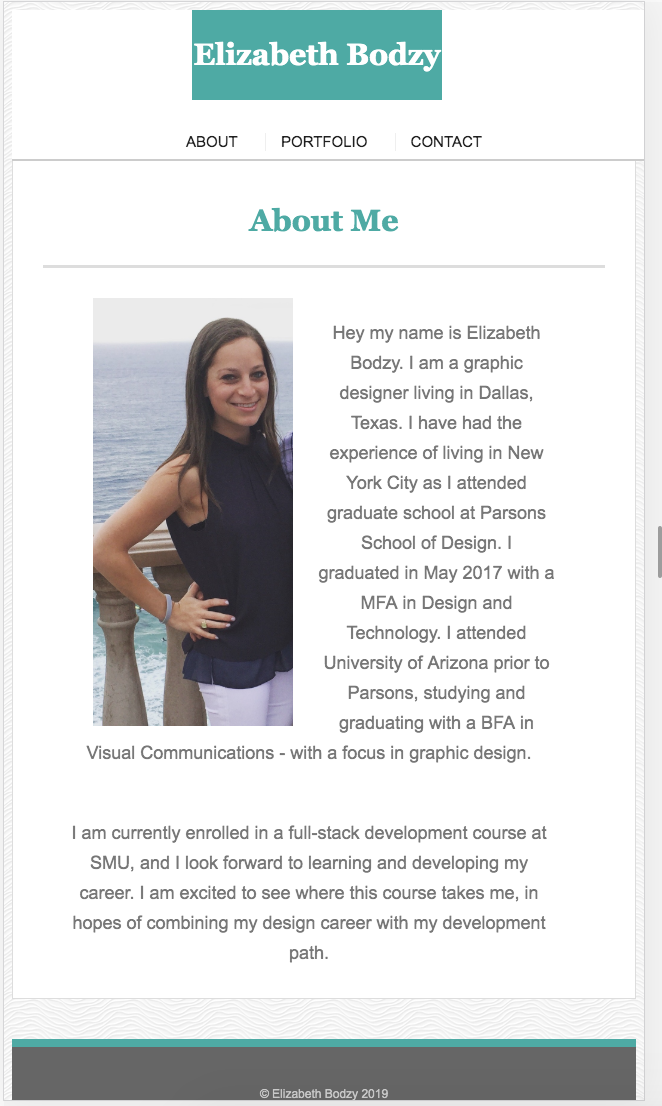 Elizabeth Bodzy
ABOUT PORTFOLIO CONTACT
About Me
Hey my name is Elizabeth
Bodzy. I am a graphic
designer living in Dallas,
Texas. I have had the
experience of living in New
York City as I attended
graduate school at Parsons
School of Design. I
graduated in May 2017 with a
MFA in Design and
Technology. I attended
University of Arizona prior to
Parsons, studying and
graduating with a BFA in
Visual Communications - with a focus in graphic design.
I am currently enrolled in a full-stack development course at
SMU, and I look forward to learning and developing my
career. I am excited to see where this course takes me, in
hopes of combining my design career with my development
path.
© Elizabeth Bodzy 2019